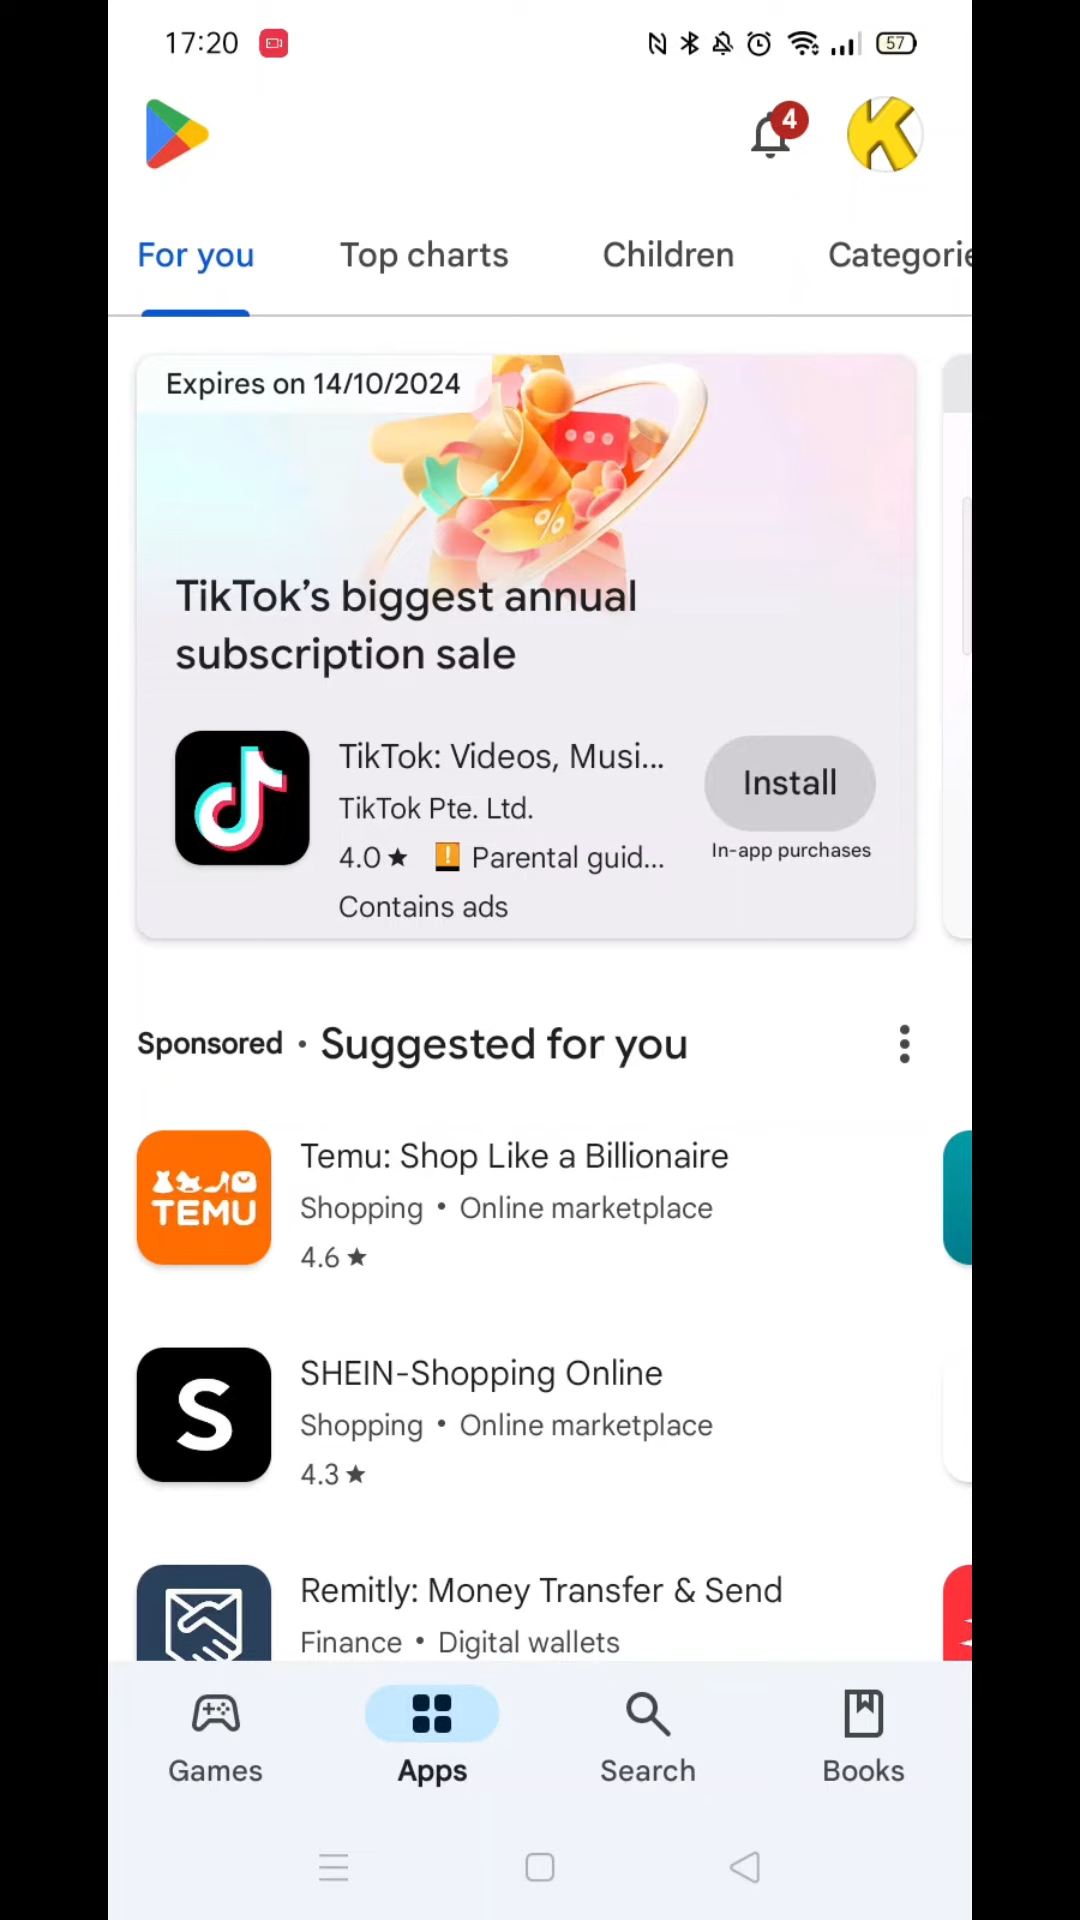 17:20
57
4
For you
Top charts
Children
Categorie
Expires on 14/10/2024
TikTok’s biggest annual
subscription sale
TikTok: Videos, Musi...
TikTok Pte. Ltd.
4.0 ★ Parental guid...
Contains ads
Install
In-app purchases
Sponsored • Suggested for you
TEMU
Temu: Shop Like a Billionaire
Shopping • Online marketplace
4.6 ★
S
SHEIN-Shopping Online
Shopping • Online marketplace
4.3 ★
Remitly: Money Transfer & Send
Finance • Digital wallets
Games
Apps
Search
Books